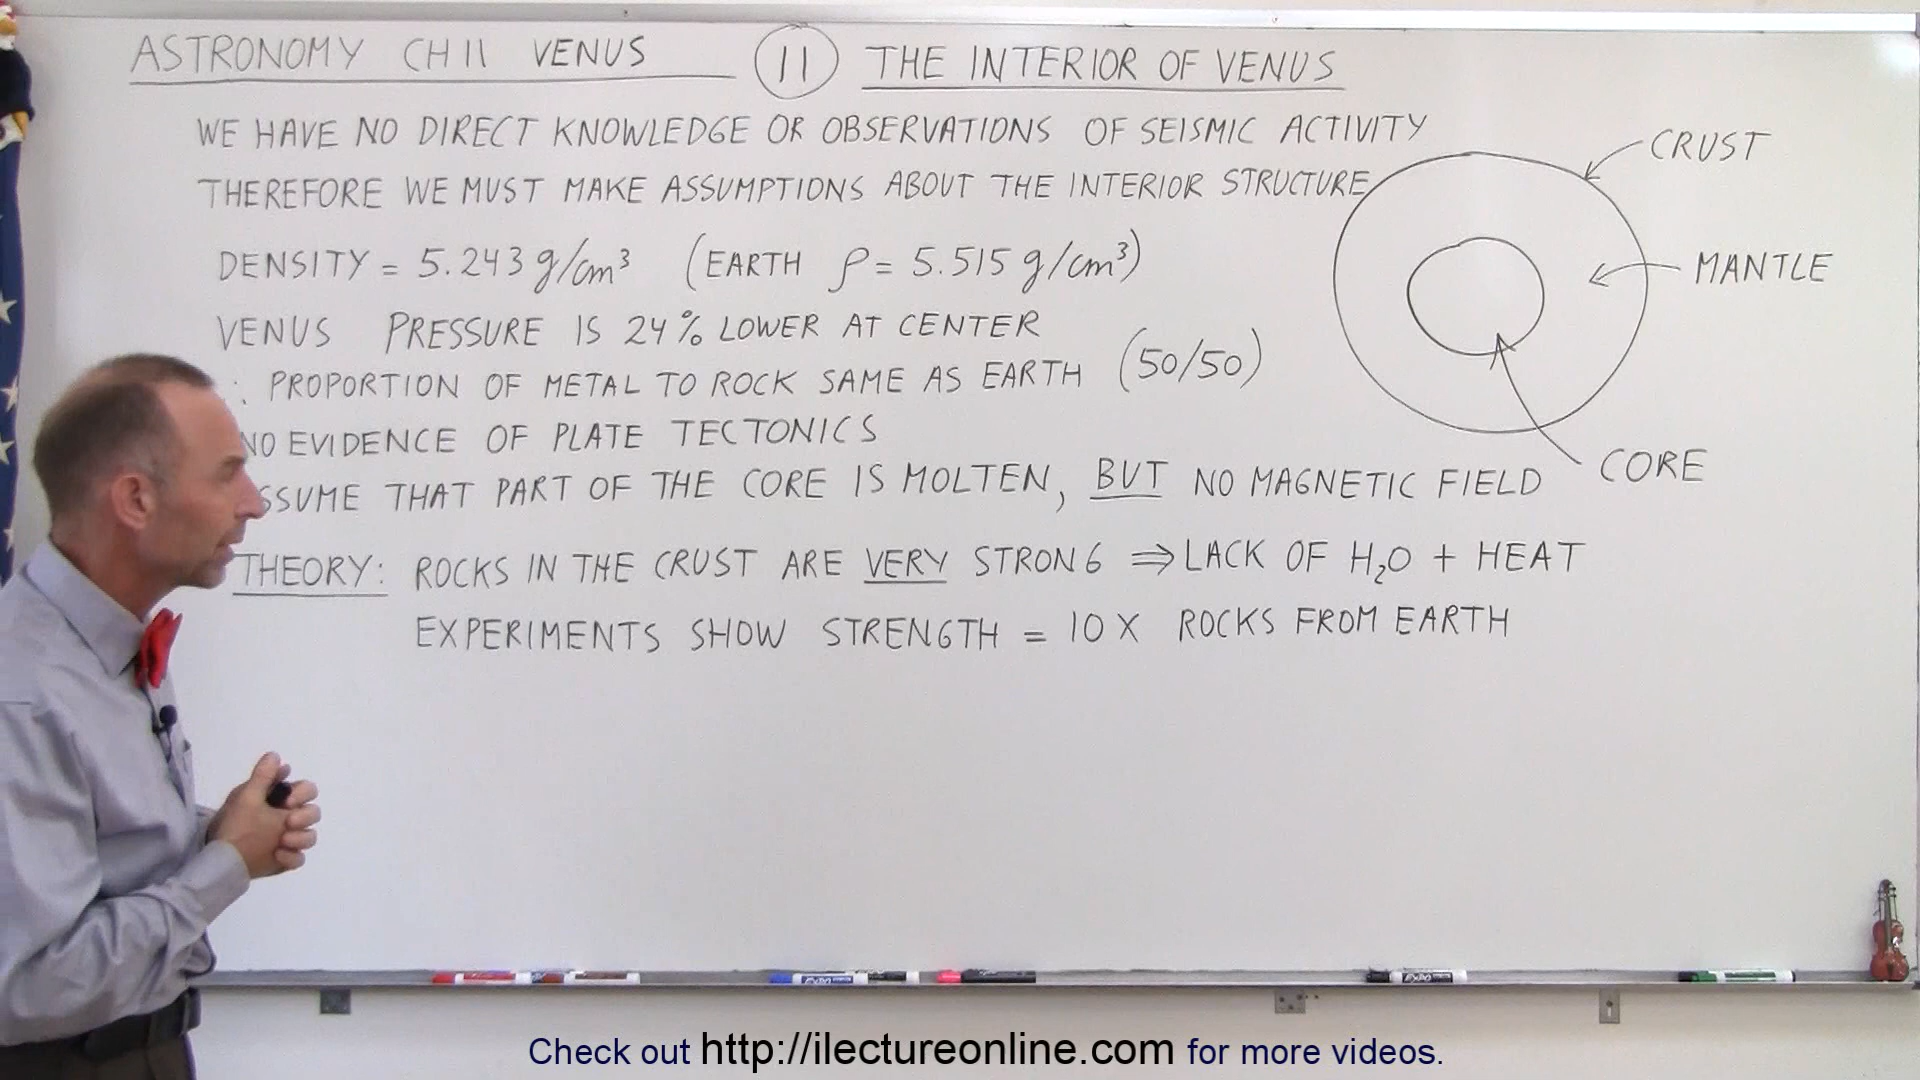 ASTRONOMY CH 11 VENUS 11 THE INTERIOR OF VENUS
WE HAVE NO DIRECT KNOWLEDGE OR OBSERVATIONS OF SEISMIC ACTIVITY
THEREFORE WE MUST MAKE ASSUMPTIONS ABOUT THE INTERIOR STRUCTURE
CRUST
MANTLE
CORE
DENSITY = 5.243 g/cm³ (EARTH ρ = 5.515 g/cm³)
VENUS PRESSURE IS 24% LOWER AT CENTER
PROPORTION OF METAL TO ROCK SAME AS EARTH (50/50)
NO EVIDENCE OF PLATE TECTONICS
SSUME THAT PART OF THE CORE IS MOLTEN, BUT NO MAGNETIC FIELD
THEORY: ROCKS IN THE CRUST ARE VERY STRONG ⇒ LACK OF H₂O + HEAT
EXPERIMENTS SHOW STRENGTH = 10X ROCKS FROM EARTH
EXPO
EXPO
Check out http://ilectureonline.com for more videos.